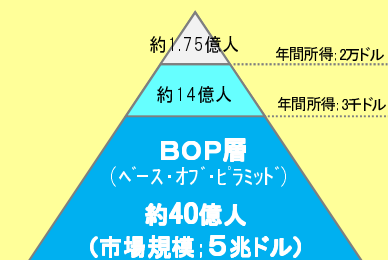 約1.75億人
年間所得;2万ドル
約14億人
年間所得;3千ドル
BOP層
(ﾍﾞｰｽ･ｵﾌﾞ･ﾋﾟﾗﾐｯﾄﾞ)
約40億人
(市場規模;5兆ドル)